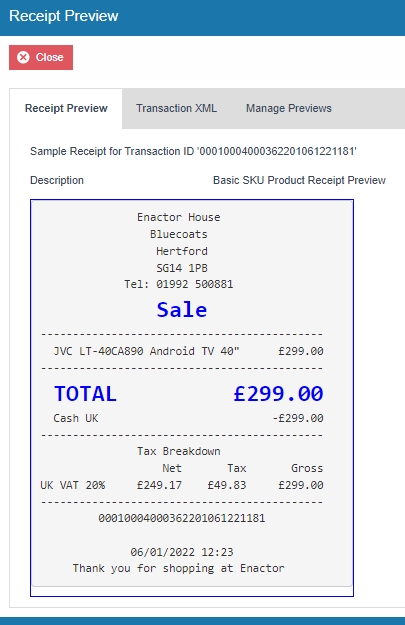 Receipt Preview
Close
Receipt Preview Transaction XML Manage Previews
Sample Receipt for Transaction ID '00010004000362201061221181'
Description Basic SKU Product Receipt Preview
Enactor House
Bluecoats
Hertford
SG14 1PB
Tel: 01992 500881
Sale
JVC LT-40CA890 Android TV 40" £299.00
TOTAL £299.00
Cash UK -£299.00
Tax Breakdown
Net Tax Gross
UK VAT 20% £249.17 £49.83 £299.00
00010004000362201061221181
06/01/2022 12:23
Thank you for shopping at Enactor